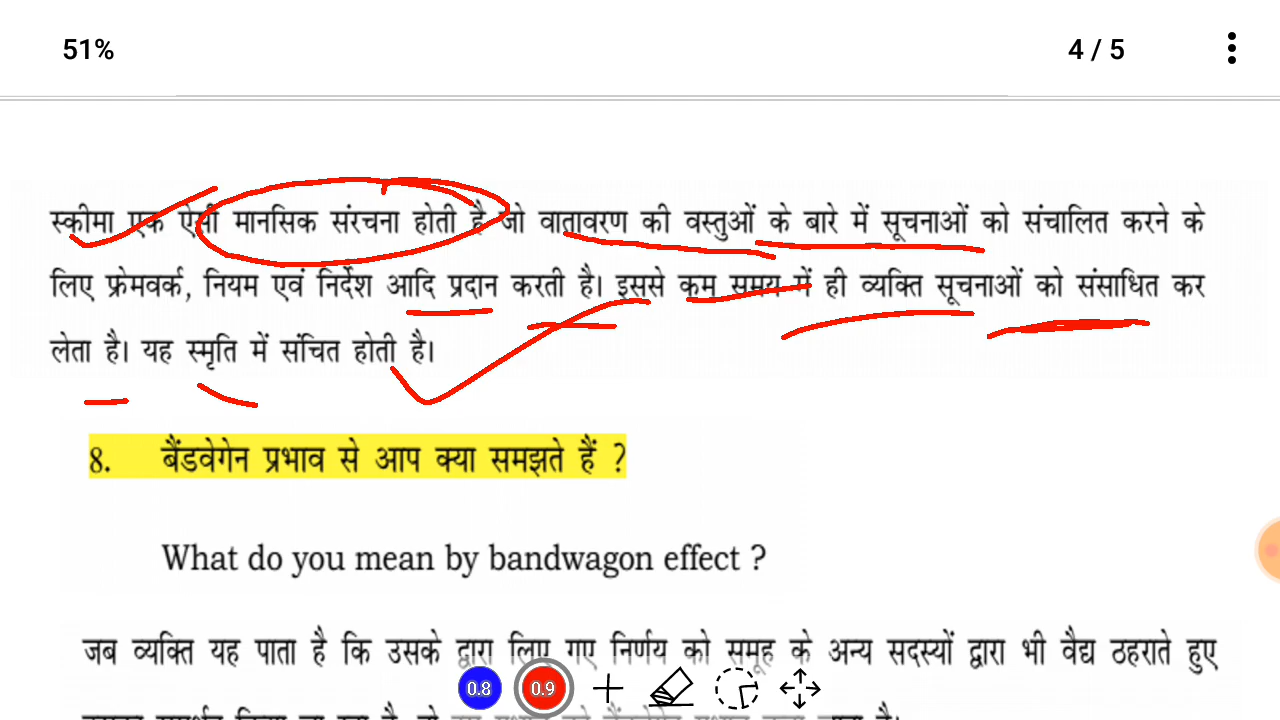 51%
4 / 5
स्कीमा एक ऐसी मानसिक संरचना होती है जो वातावरण की वस्तुओं के बारे में सूचनाओं को संचालित करने के
लिए फ्रेमवर्क, नियम एवं निर्देश आदि प्रदान करती है। इससे कम समय में ही व्यक्ति सूचनाओं को संसाधित कर
लेता है। यह स्मृति में संचित होती है।
8. बैंडवेगेन प्रभाव से आप क्या समझते हैं ?
What do you mean by bandwagon effect ?
जब व्यक्ति यह पाता है कि उसके द्वारा लिए गए निर्णय को समूह के अन्य सदस्यों द्वारा भी वैद्य ठहराते हुए
0.8
0.9